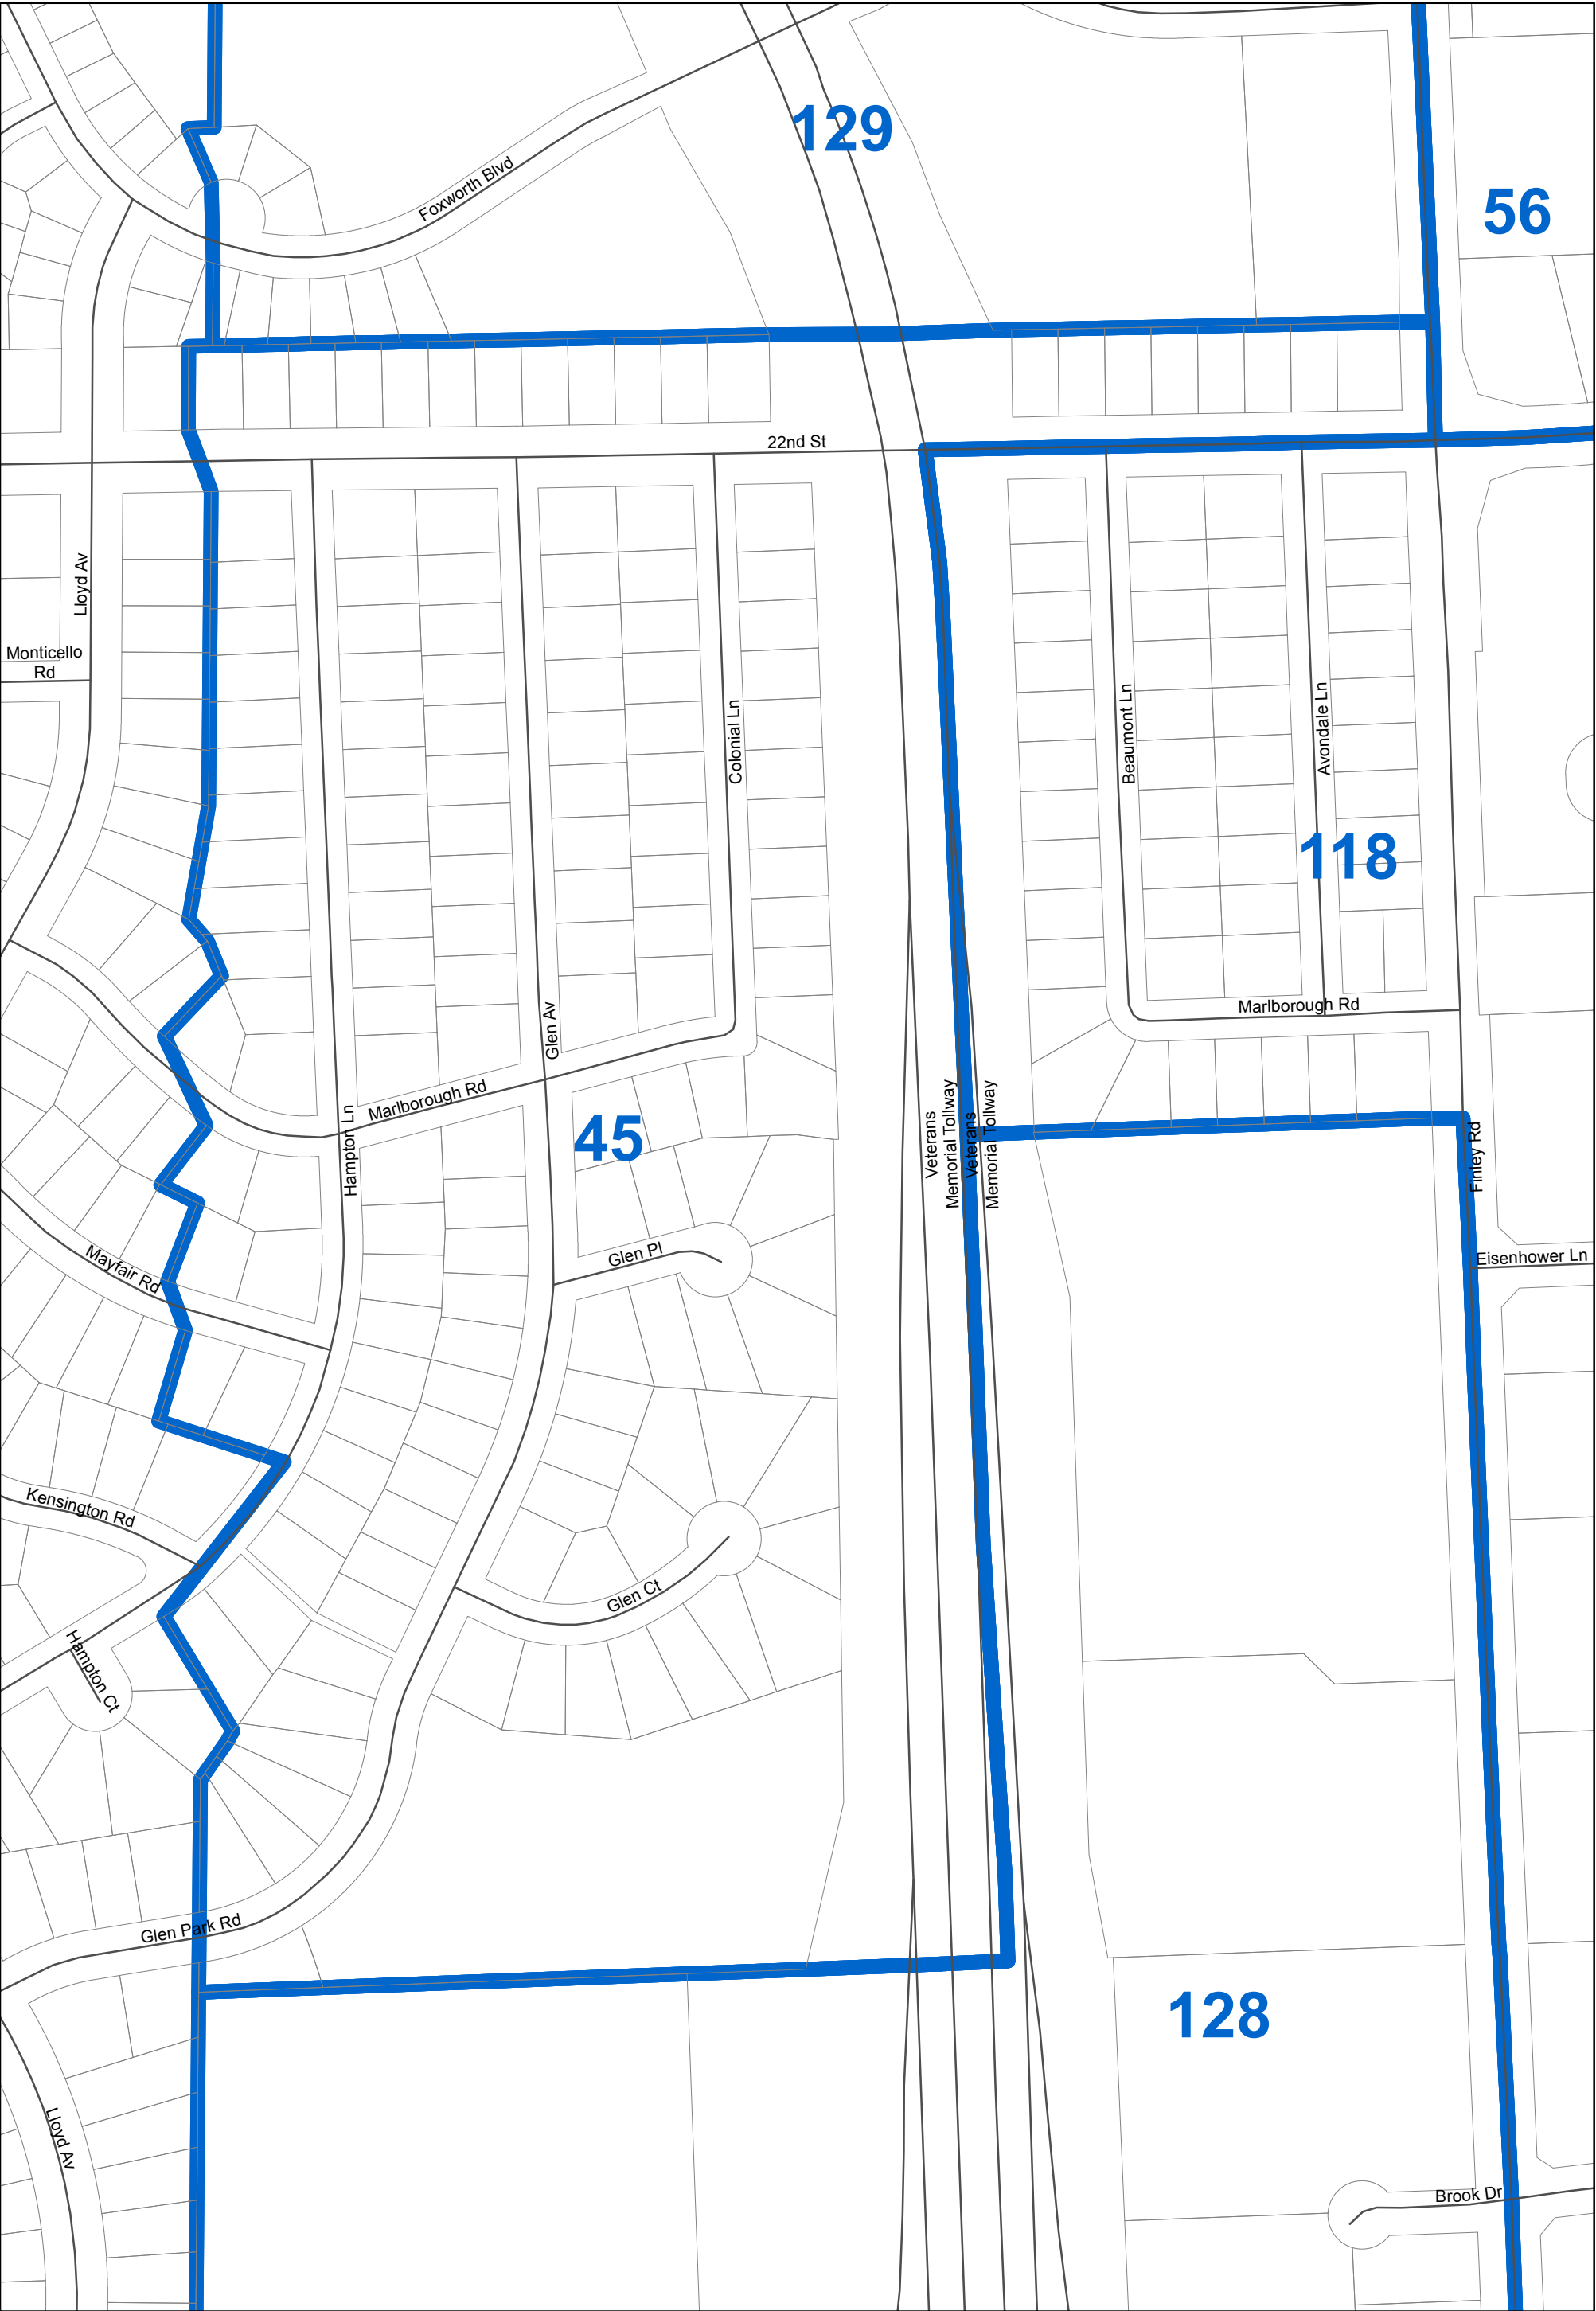 129
56
Foxworth Blvd
22nd St
Lloyd Av
Monticello
Rd
Colonial Ln
Beaumont Ln
Avondale Ln
118
Marlborough Rd
Glen Av
Marlborough Rd
Hampton Ln
45
Veterans
Memorial Tollway
Veterans
Memorial Tollway
Finley Rd
Glen Pl
Eisenhower Ln
Mayfair Rd
Kensington Rd
Glen Ct
Hampton Ct
Glen Park Rd
128
Lloyd Av
Brook Dr